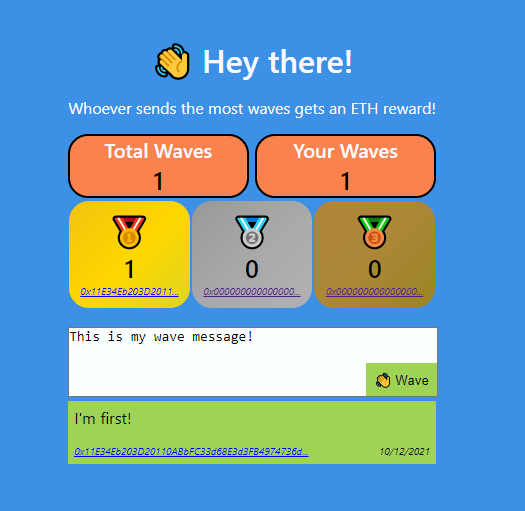 Hey there!
Whoever sends the most waves gets an ETH reward!
Total Waves Your Waves
1 1
1 2 3
1 0 0
0x11E34Eb203D2011... 0x000000000000000... 0x000000000000000...
This is my wave message!
Wave
I'm first!
0x11E34Eb203D20110ABbFC33d68E3d3FB4974736d... 10/12/2021